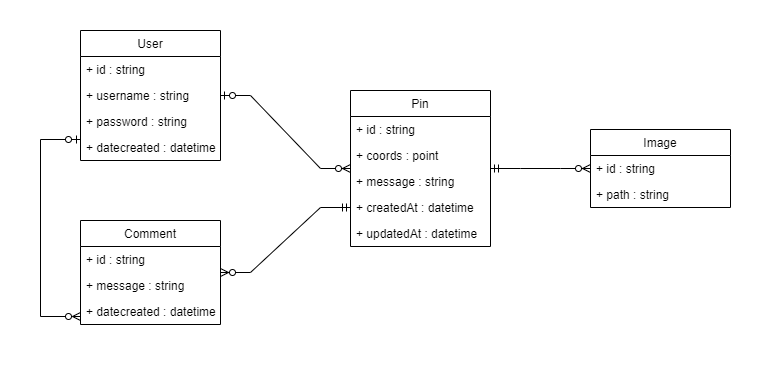 User
+ id : string
+ username : string
+ password : string
+ datecreated : datetime
Comment
+ id : string
+ message : string
+ datecreated : datetime
Pin
+ id : string
+ coords : point
+ message : string
+ createdAt : datetime
+ updatedAt : datetime
Image
+ id : string
+ path : string